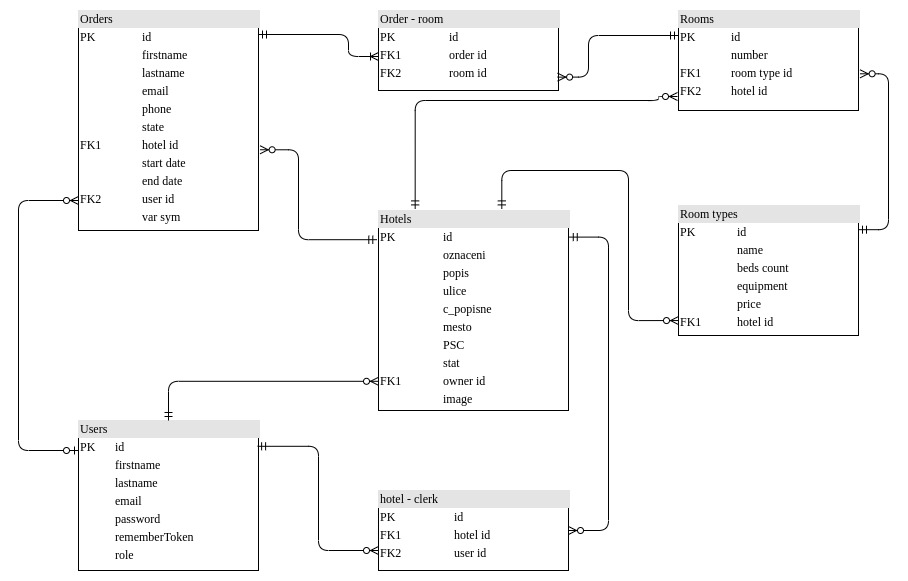 Orders
PK id
firstname
lastname
email
phone
state
FK1 hotel id
start date
end date
FK2 user id
var sym
Order - room
PK id
FK1 order id
FK2 room id
Rooms
PK id
number
FK1 room type id
FK2 hotel id
Hotels
PK id
oznaceni
popis
ulice
c_popisne
mesto
PSC
stat
FK1 owner id
image
Room types
PK id
name
beds count
equipment
price
FK1 hotel id
Users
PK id
firstname
lastname
email
password
rememberToken
role
hotel - clerk
PK id
FK1 hotel id
FK2 user id